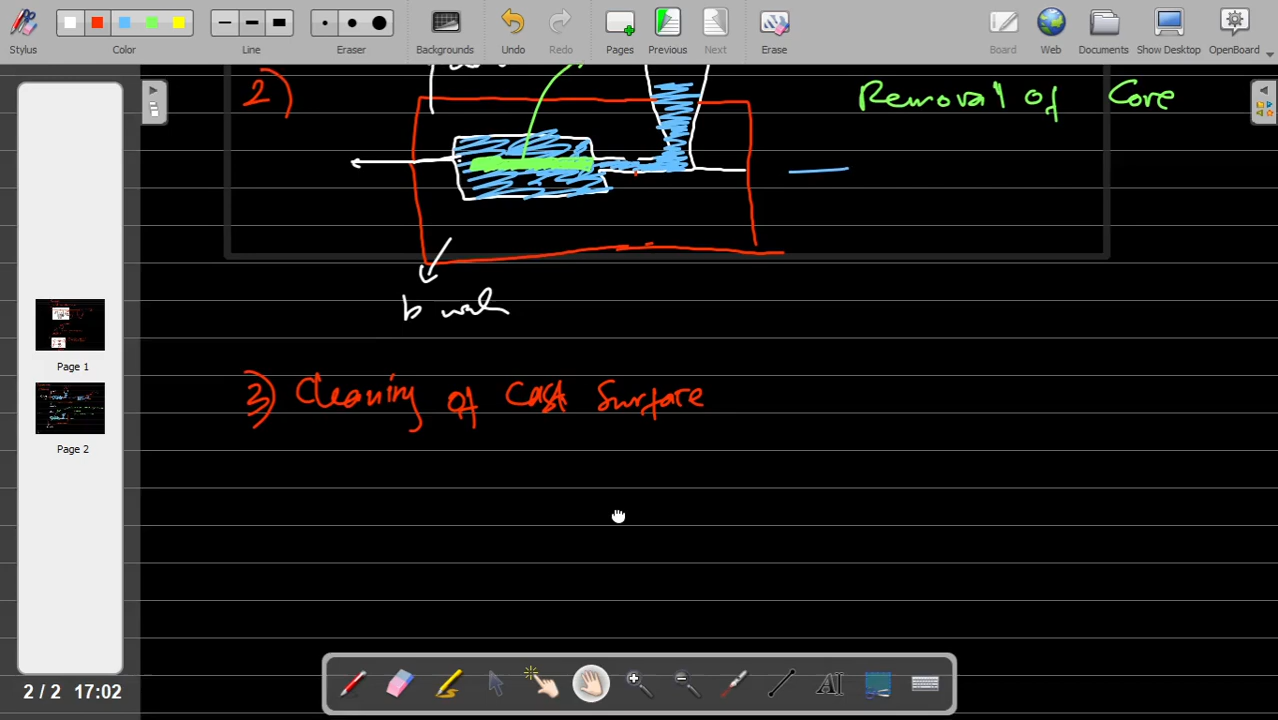 Stylus
Color
Line
Eraser
Backgrounds
Undo
Redo
Pages
Previous
Next
Erase
Board
Web
Documents
Show Desktop
OpenBoard
2)
Removal of Core
3) Cleaning of Cast Surface
Page 1
Page 2
2 / 2 17:02